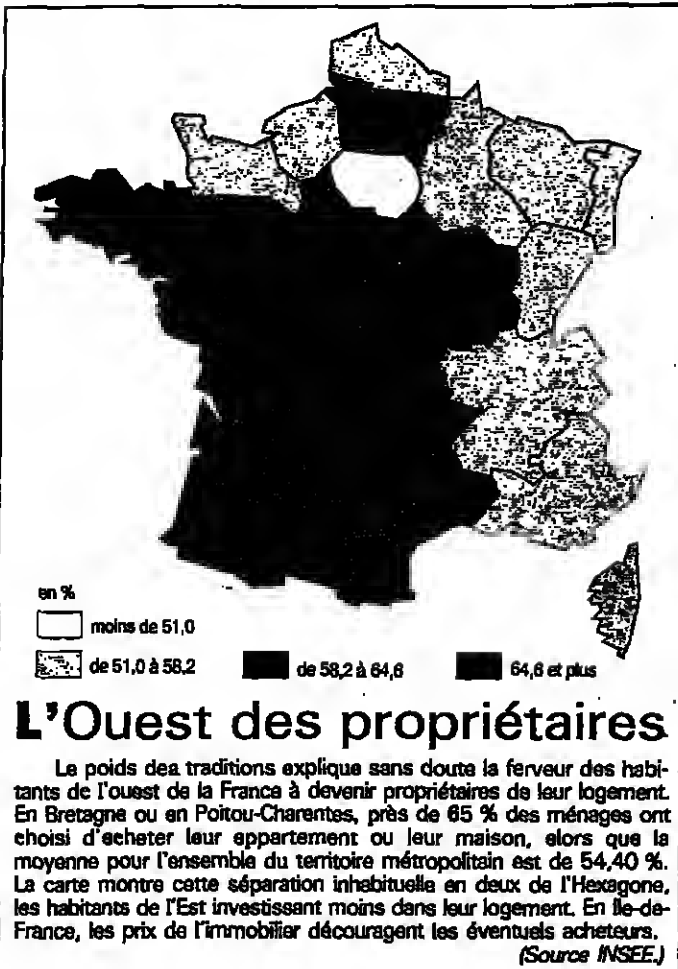 en %
moins de 51,0
de 51,0 à 58,2 de 58,2 à 64,6 64,6 et plus
L'Ouest des propriétaires
Le poids dea traditions explique sans doute la ferveur des habi-
tants de l'ouest de la France à devenir propriétaires de leur logement.
En Bretagne ou en Poitou-Charentes, près de 65 % des ménages ont
choisi d'echeter leur eppartement ou leur maison, elors que la
moyenne pour l'ensemble du territoire métropolitain est de 54,40 %.
La carte montre cette séparation inhabituelle en deux de l'Hexagone,
les habitants de l'Est investissant moins dans leur logement. En Ile-de-
France, les prix de l'immobilier découragent les éventuels acheteurs.
(Source INSEE.)